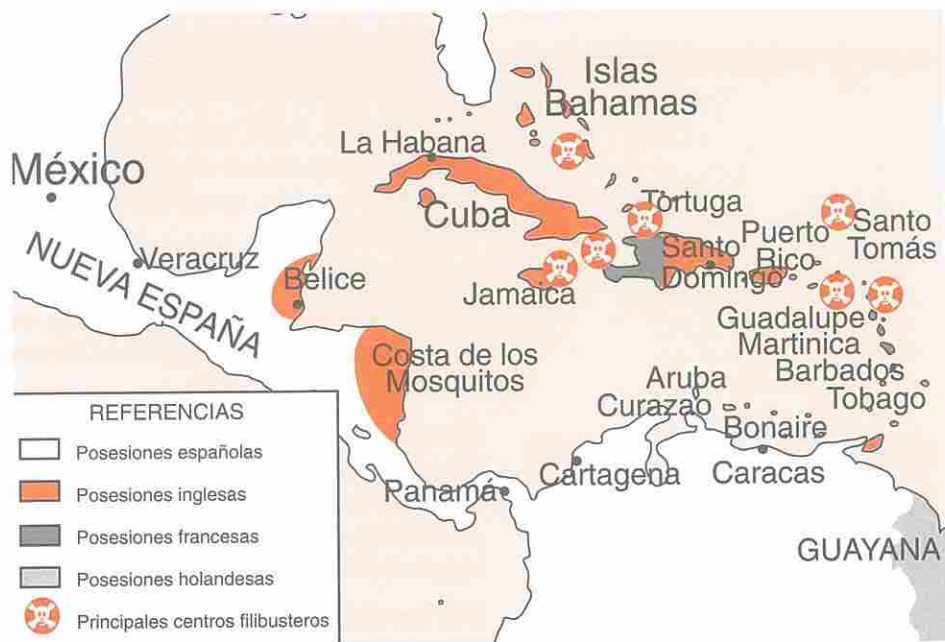 Islas
Bahamas
La Habana
México
Cuba
Tortuga
Santo
Tomás
Puerto
Rico
Santo
Domingo
NUEVA ESPAÑA
Veracruz
Bélice
Jamaica
Guadalupe
Martinica
Costa de los
Mosquitos
Barbados
Aruba
Tobago
Curazao
Bonaire
Cartagena
Caracas
Panamá
GUAYANA
REFERENCIAS
Posesiones españolas
Posesiones inglesas
Posesiones francesas
Posesiones holandesas
Principales centros filibusteros